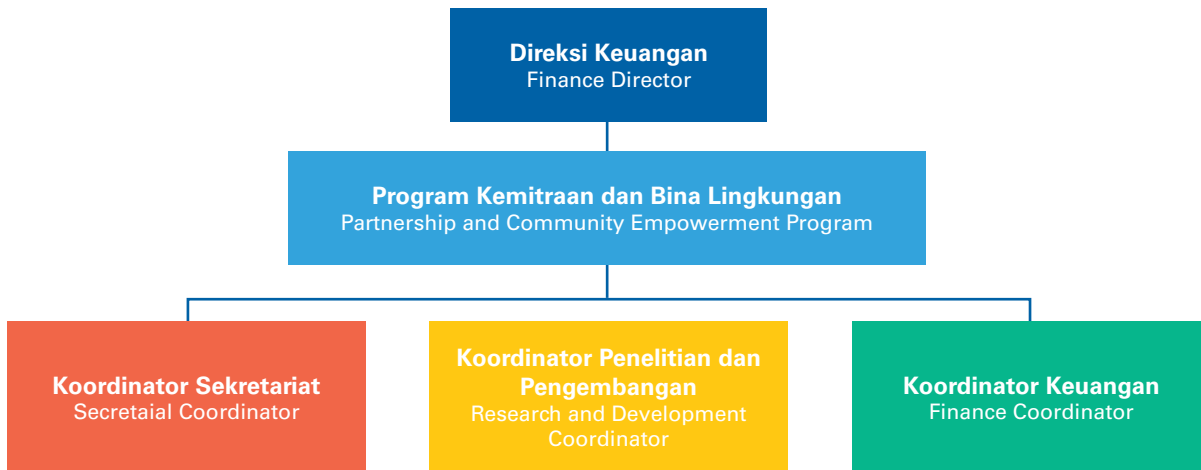 Direksi Keuangan
Finance Director
Program Kemitraan dan Bina Lingkungan
Partnership and Community Empowerment Program
Koordinator Sekretariat
Secretaial Coordinator
Koordinator Penelitian dan
Pengembangan
Research and Development
Coordinator
Koordinator Keuangan
Finance Coordinator